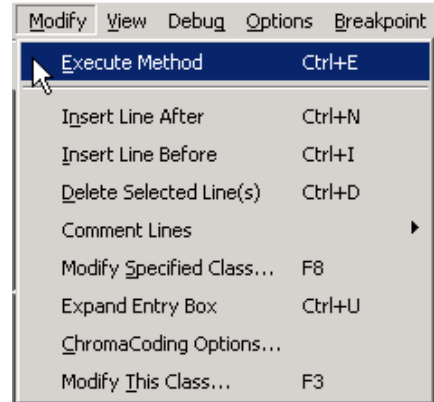 Modify View Debug Options Breakpoint
Execute Method Ctrl+E
Insert Line After Ctrl+N
Insert Line Before Ctrl+I
Delete Selected Line(s) Ctrl+D
Comment Lines
Modify Specified Class... F8
Expand Entry Box Ctrl+U
ChromaCoding Options...
Modify This Class... F3